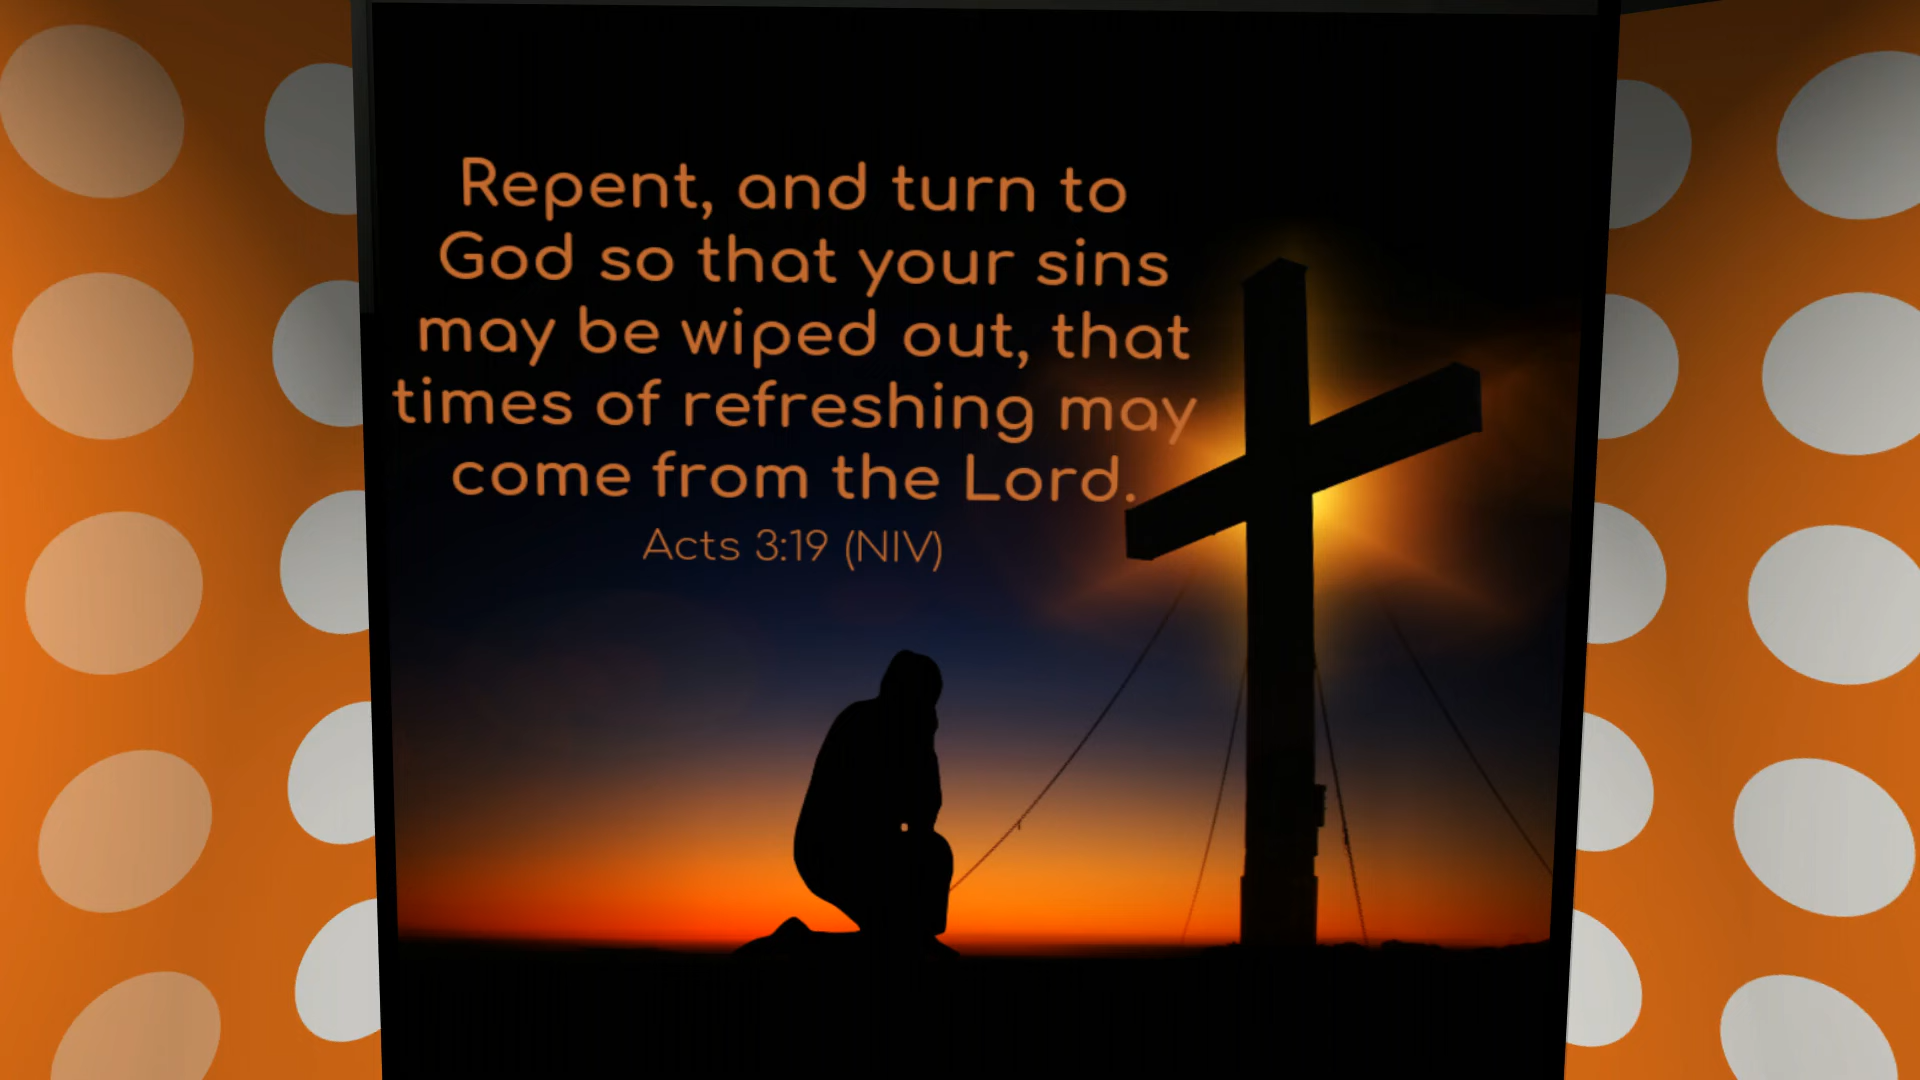 Repent, and turn to
God so that your sins
may be wiped out, that
times of refreshing may
come from the Lord.
Acts 3:19 (NIV)